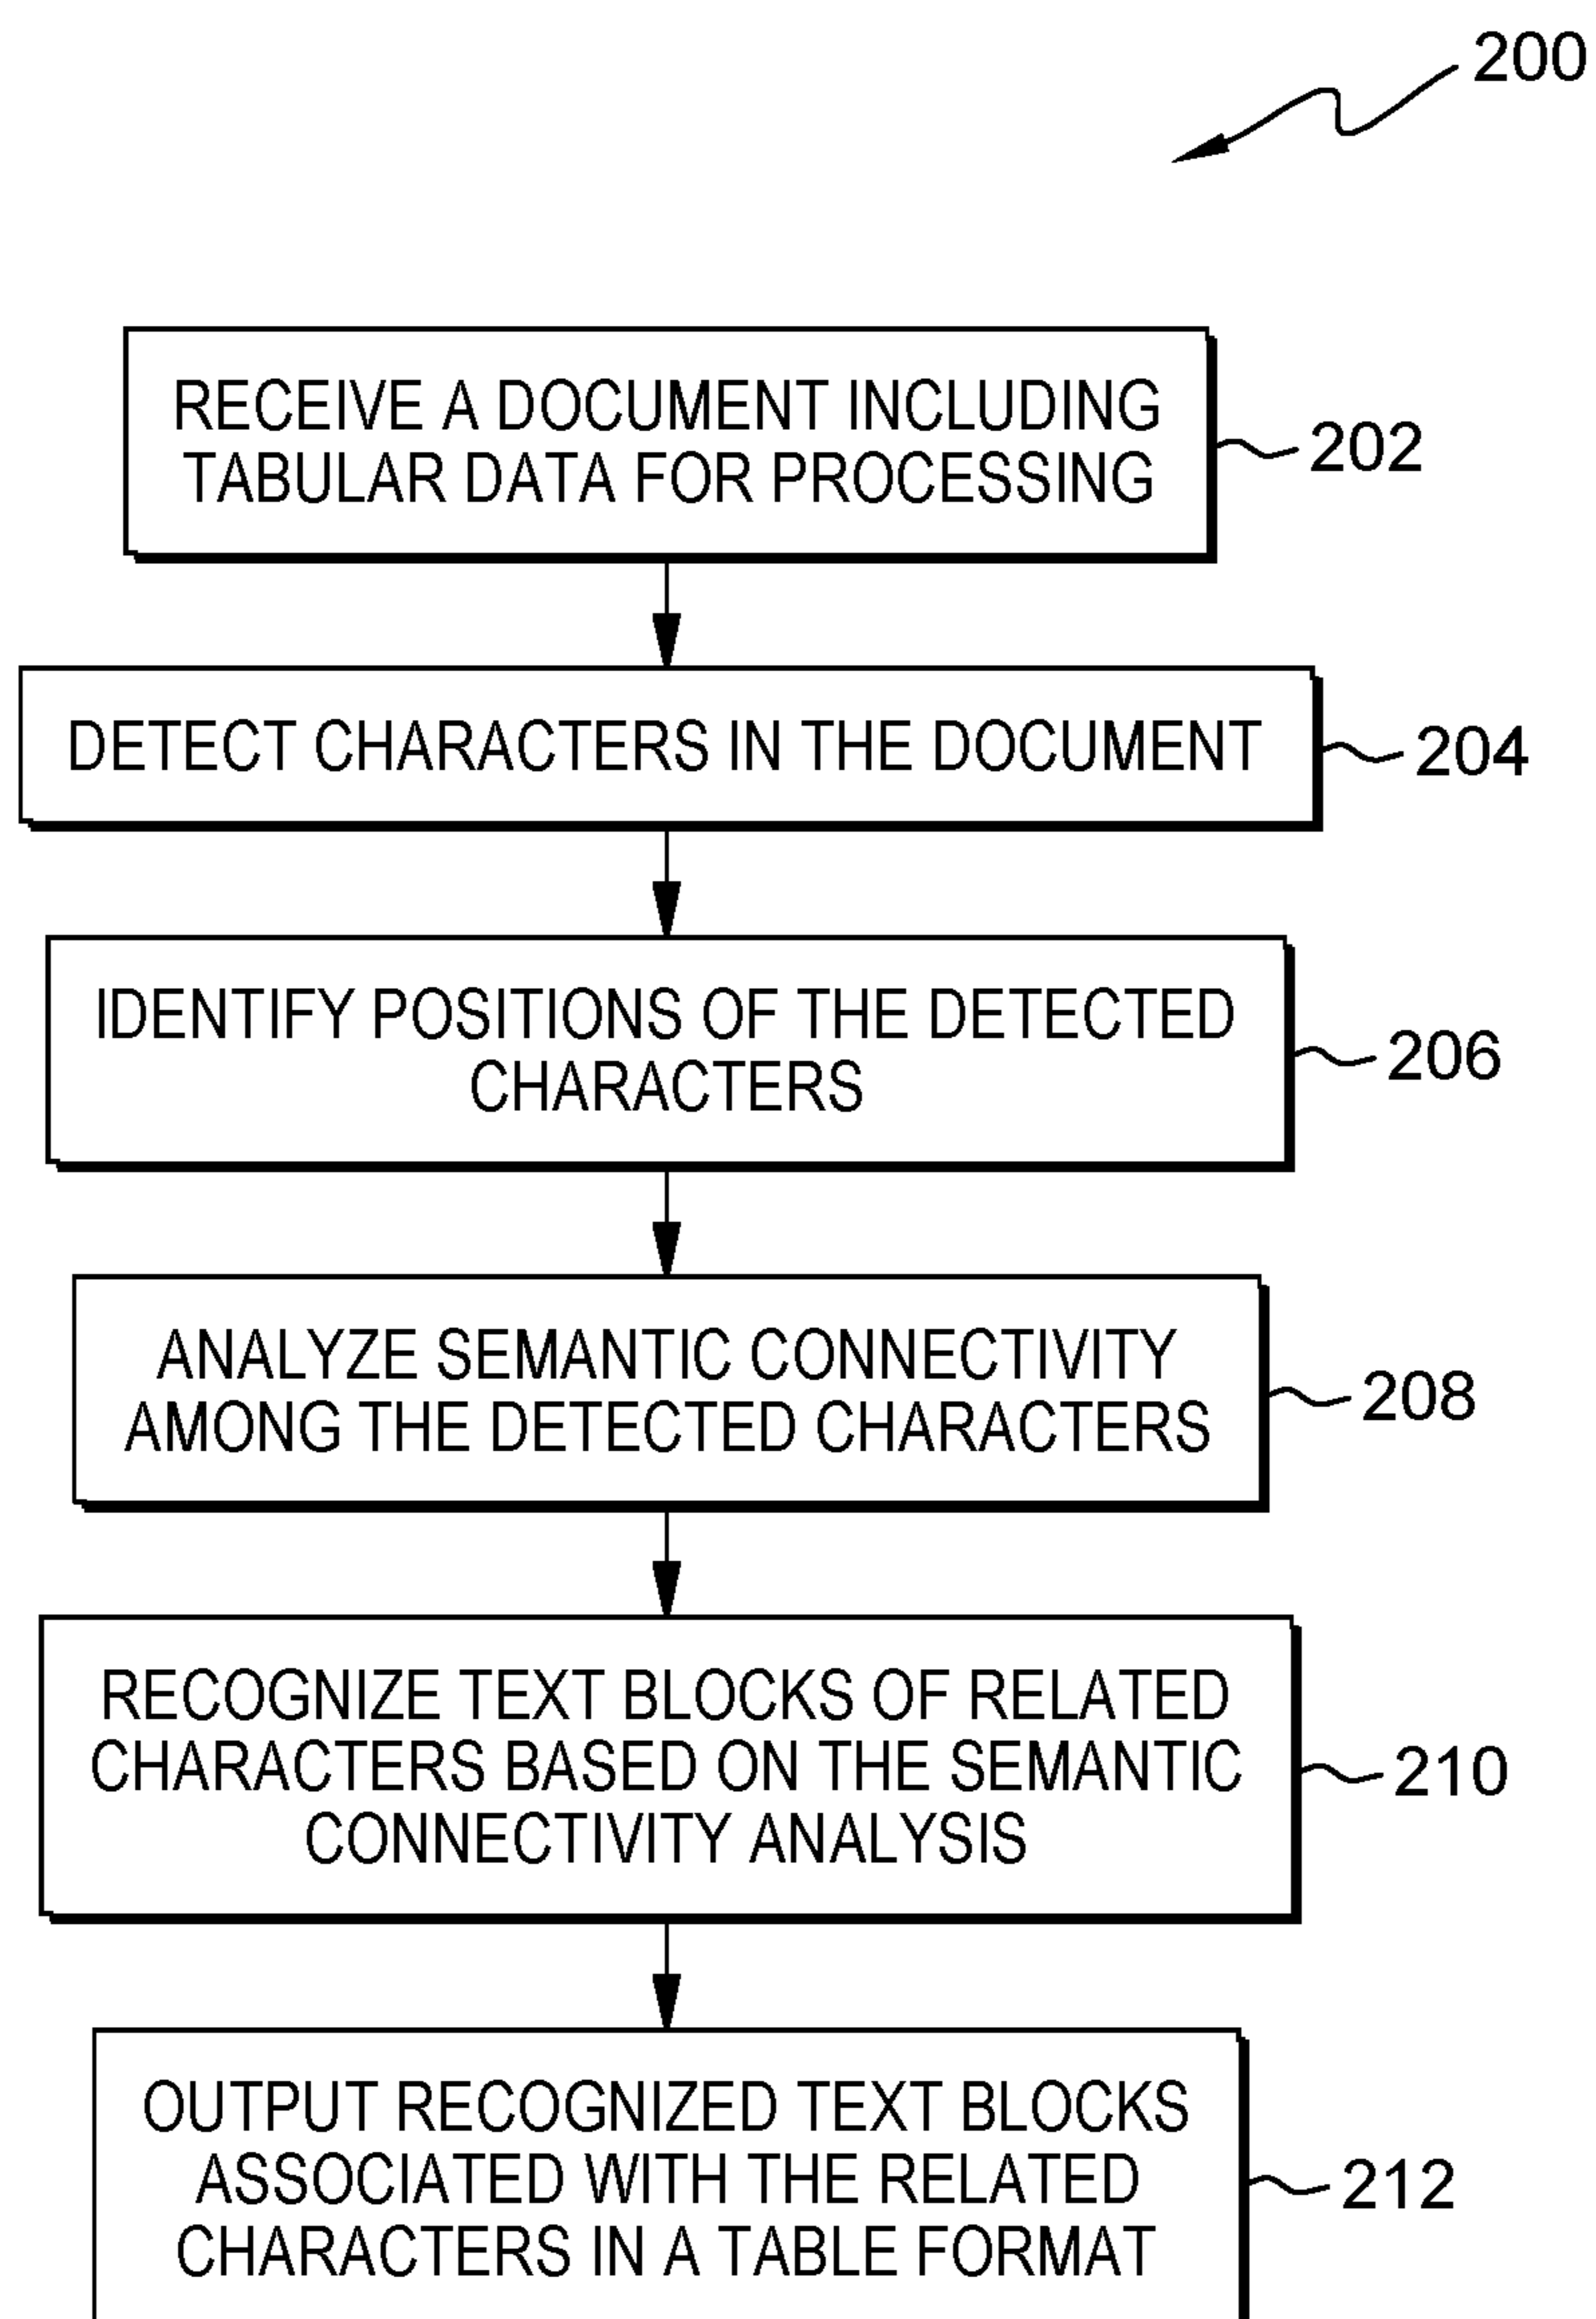 200
RECEIVE A DOCUMENT INCLUDING
TABULAR DATA FOR PROCESSING
202
DETECT CHARACTERS IN THE DOCUMENT
204
IDENTIFY POSITIONS OF THE DETECTED
CHARACTERS
206
ANALYZE SEMANTIC CONNECTIVITY
AMONG THE DETECTED CHARACTERS
208
RECOGNIZE TEXT BLOCKS OF RELATED
CHARACTERS BASED ON THE SEMANTIC
CONNECTIVITY ANALYSIS
210
OUTPUT RECOGNIZED TEXT BLOCKS
ASSOCIATED WITH THE RELATED
CHARACTERS IN A TABLE FORMAT
212